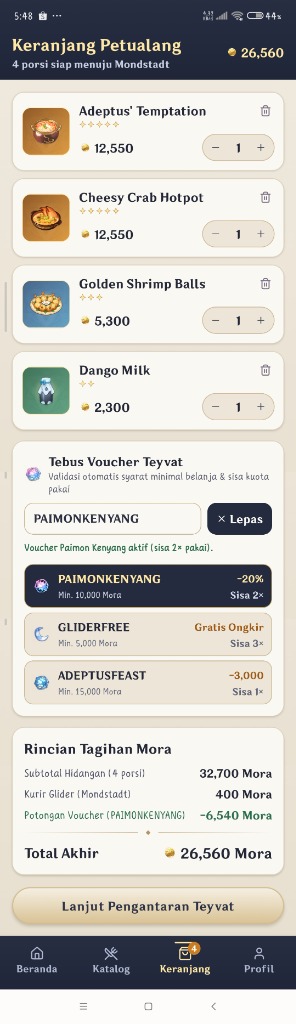 5:48
44%
Keranjang Petualang
4 porsi siap menuju Mondstadt
26,560
Adeptus' Temptation
12,550
− 1 +
Cheesy Crab Hotpot
12,550
− 1 +
Golden Shrimp Balls
5,300
− 1 +
Dango Milk
2,300
− 1 +
Tebus Voucher Teyvat
Validasi otomatis syarat minimal belanja & sisa kuota
pakai
PAIMONKENYANG
× Lepas
Voucher Paimon Kenyang aktif (sisa 2× pakai).
PAIMONKENYANG
-20%
Min. 10,000 Mora
Sisa 2×
GLIDERFREE
Gratis Ongkir
Min. 5,000 Mora
Sisa 3×
ADEPTUSFEAST
-3,000
Min. 15,000 Mora
Sisa 1×
Rincian Tagihan Mora
Subtotal Hidangan (4 porsi)
32,700 Mora
Kurir Glider (Mondstadt)
400 Mora
Potongan Voucher (PAIMONKENYANG)
-6,540 Mora
Total Akhir
26,560 Mora
Lanjut Pengantaran Teyvat
4
Beranda
Katalog
Keranjang
Profil